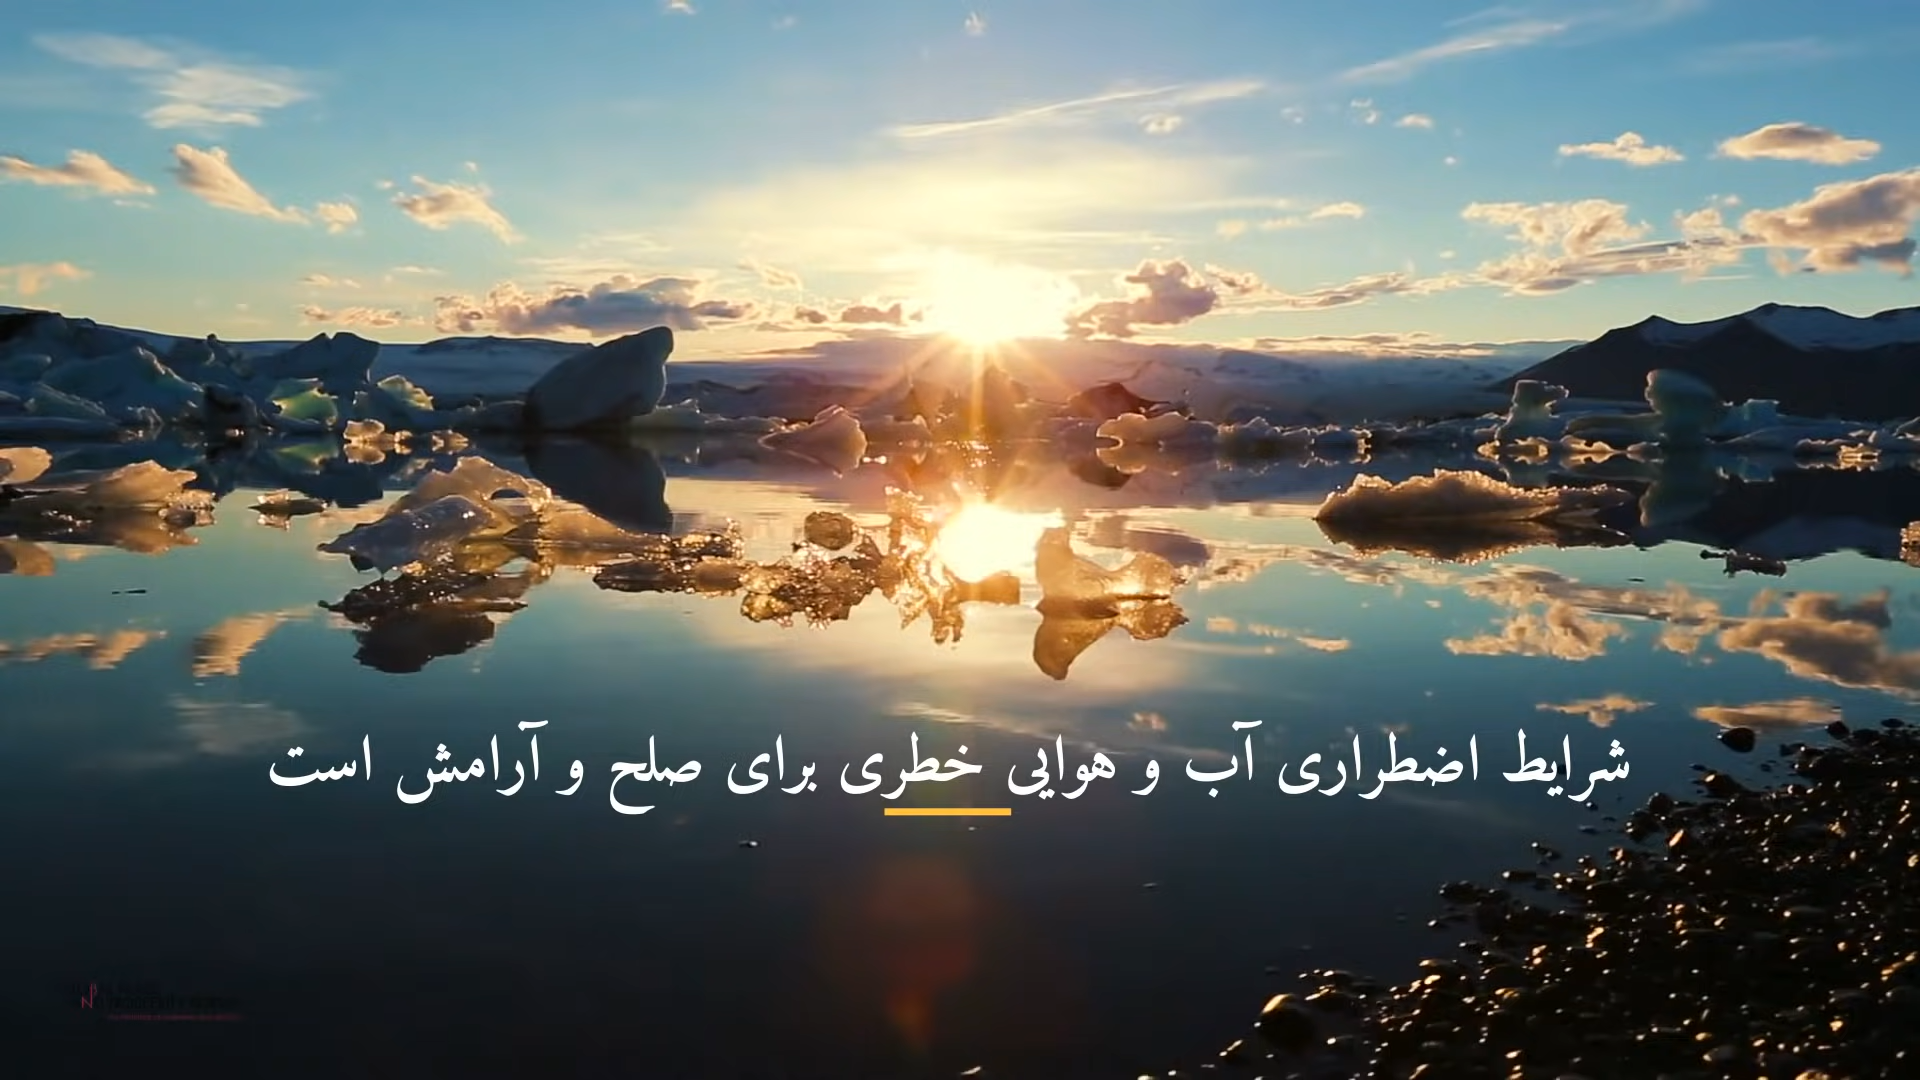 شرایط اضطراری آب و هوایی خطری برای صلح و آرامش است